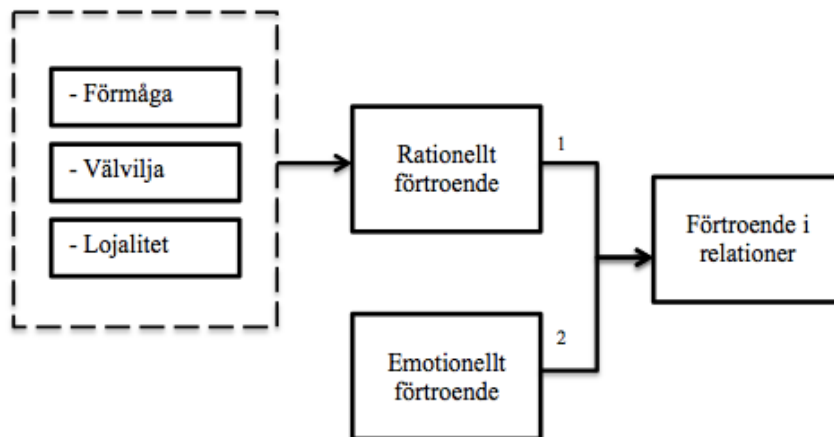 - Förmåga
- Välvilja
- Lojalitet
Rationellt
förtroende
1
Emotionellt
förtroende
2
Förtroende i
relationer